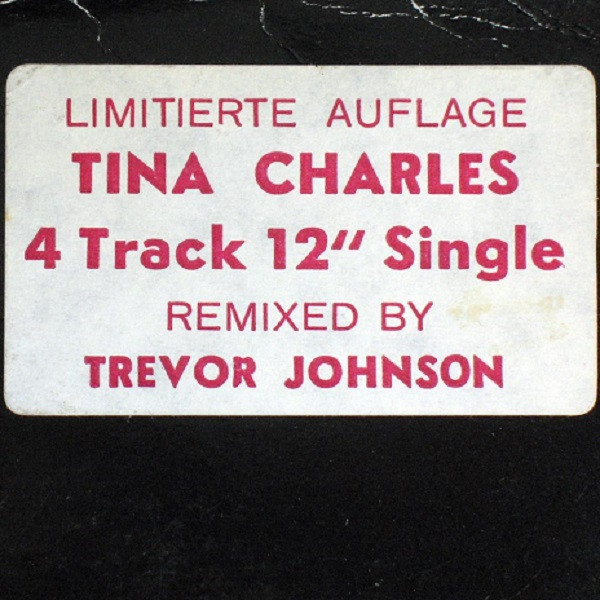 LIMITIERTE AUFLAGE
TINA CHARLES
4 Track 12" Single
REMIXED BY
TREVOR JOHNSON